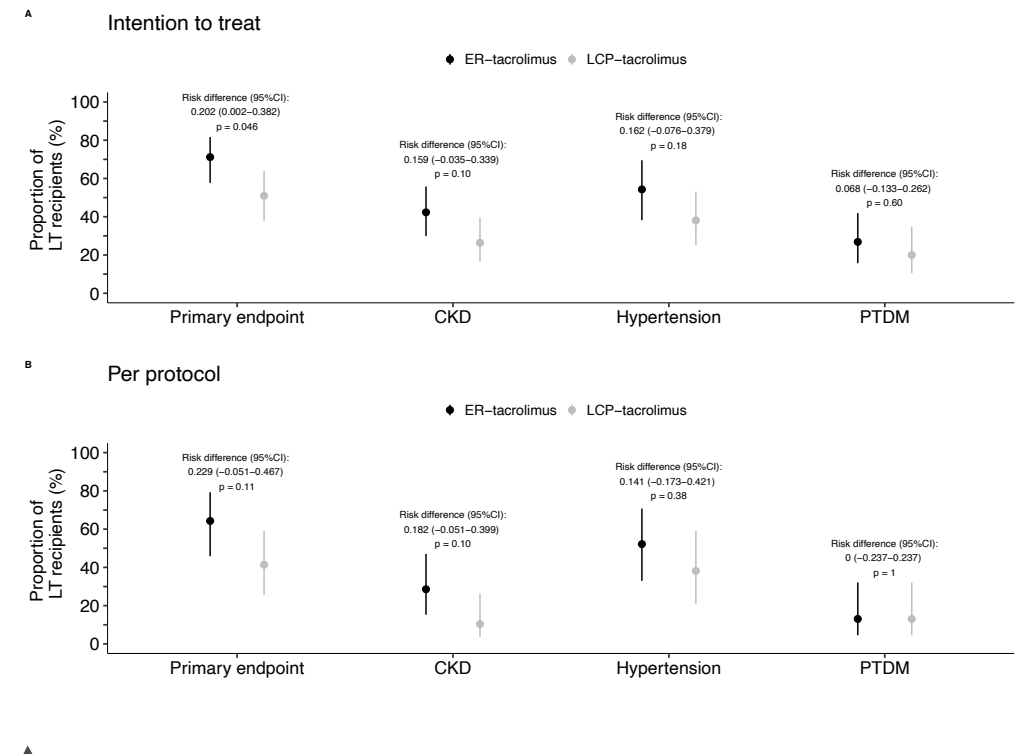 A
Intention to treat
ER−tacrolimus LCP−tacrolimus
Proportion of
LT recipients (%)
100
80
60
40
20
0
Risk difference (95%CI):
0.202 (0.002−0.382)
p = 0.046
Risk difference (95%CI):
0.159 (−0.035−0.339)
p = 0.10
Risk difference (95%CI):
0.162 (−0.076−0.379)
p = 0.18
Risk difference (95%CI):
0.068 (−0.133−0.262)
p = 0.60
Primary endpoint CKD Hypertension PTDM
B
Per protocol
ER−tacrolimus LCP−tacrolimus
Proportion of
LT recipients (%)
100
80
60
40
20
0
Risk difference (95%CI):
0.229 (−0.051−0.467)
p = 0.11
Risk difference (95%CI):
0.182 (−0.051−0.399)
p = 0.10
Risk difference (95%CI):
0.141 (−0.173−0.421)
p = 0.38
Risk difference (95%CI):
0 (−0.237−0.237)
p = 1
Primary endpoint CKD Hypertension PTDM